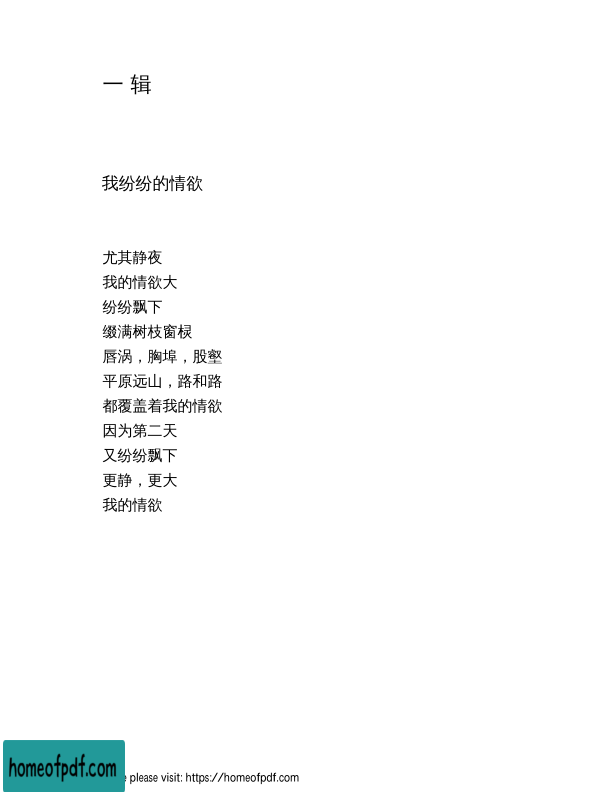 一 辑
我纷纷的情欲
尤其静夜
我的情欲大
纷纷飘下
缀满树枝窗棂
唇涡，胸埠，股壑
平原远山，路和路
都覆盖着我的情欲
因为第二天
又纷纷飘下
更静，更大
我的情欲
homeofpdf.com
please visit: https://homeofpdf.com